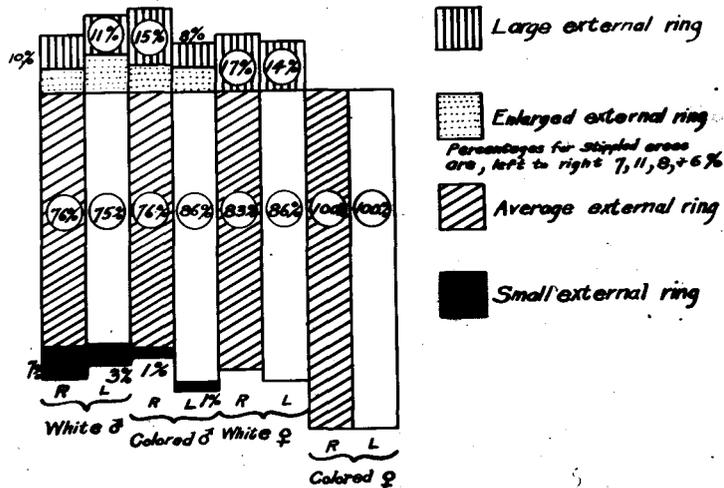 Large external ring
Enlarged external ring
Percentages for stippled areas
are, left to right 7, 11, 8, + 6 %
Average external ring
Small external ring
10% 11% 15% 8% 17% 14%
76% 75% 76% 86% 83% 86% 100% 100%
7% 3% 1% 1%
R L R L R L R L
White ♂ Colored ♂ White ♀ Colored ♀